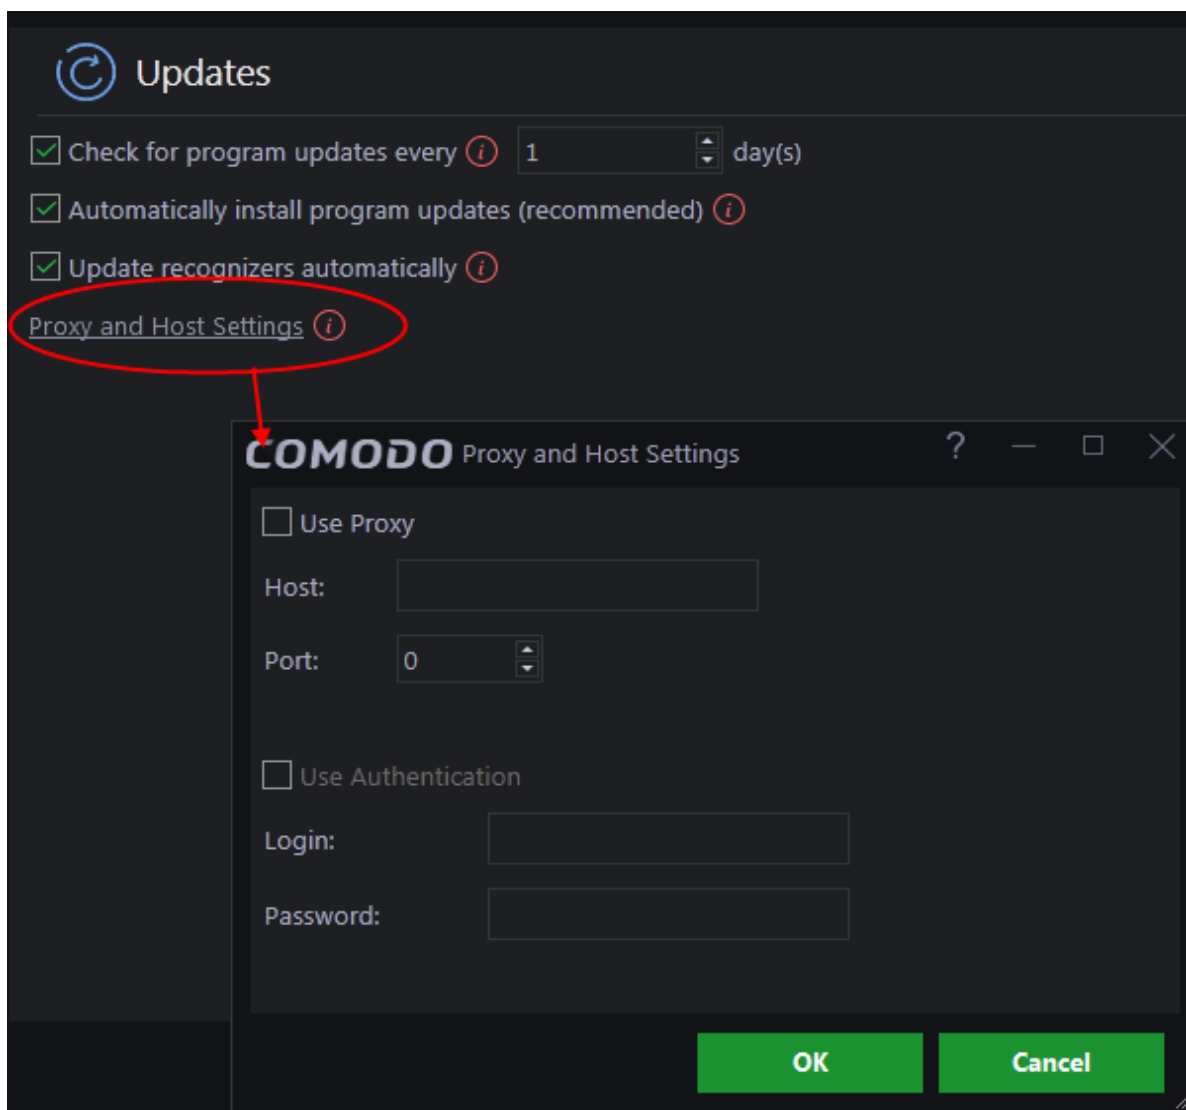 Updates
Check for program updates every i 1 day(s)
Automatically install program updates (recommended) i
Update recognizers automatically i
Proxy and Host Settings i
COMODO Proxy and Host Settings ?
Use Proxy
Host:
Port: 0
Use Authentication
Login:
Password:
OK Cancel